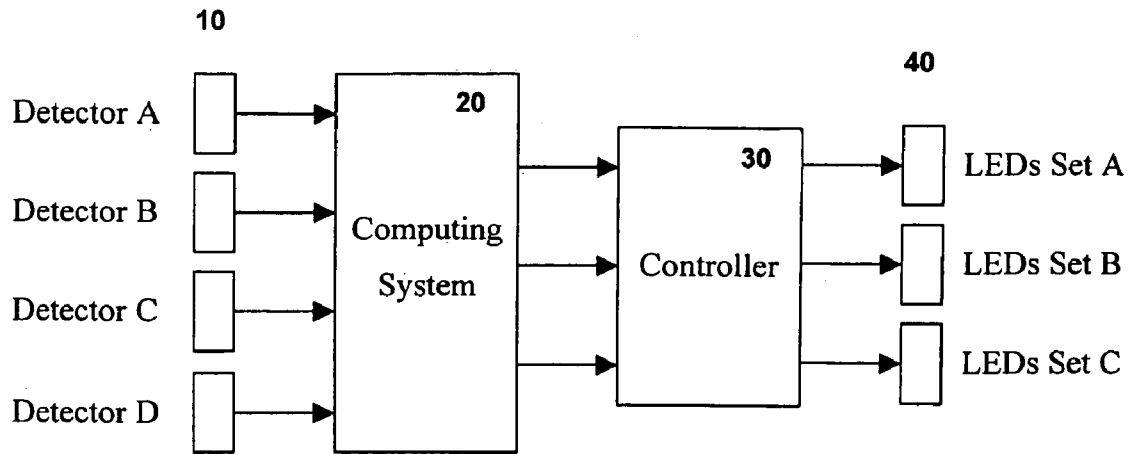 10
40
Detector A
20
30
LEDs Set A
Detector B
Computing
System
Controller
LEDs Set B
Detector C
LEDs Set C
Detector D